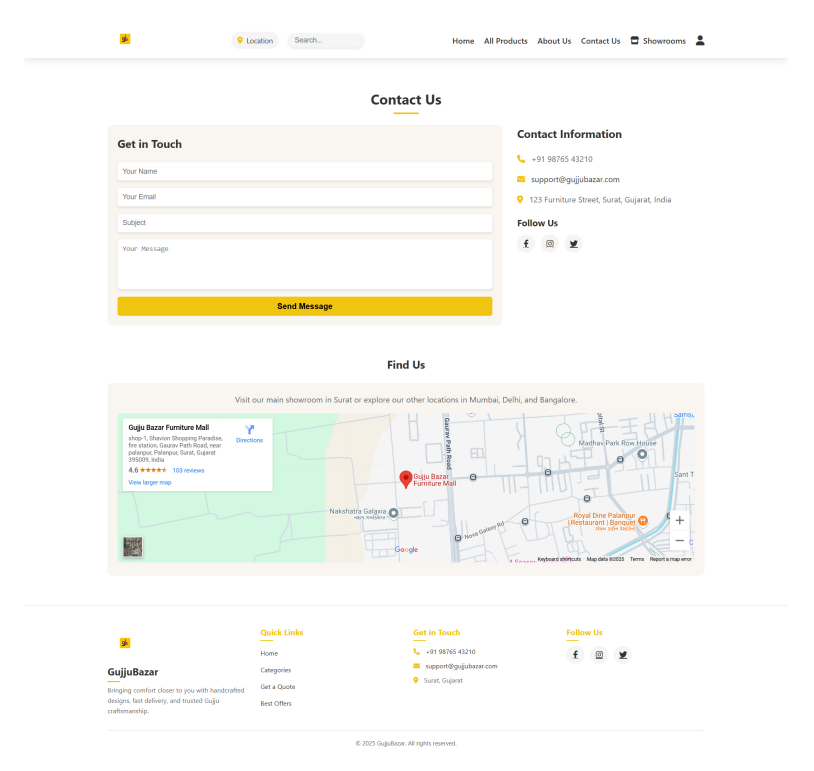 Location
Search...
Home
All Products
About Us
Contact Us
Showrooms
Contact Us
Get in Touch
Your Name
Your Email
Subject
Your Message
Send Message
Contact Information
+91 98765 43210
support@gujjubazar.com
123 Furniture Street, Surat, Gujarat, India
Follow Us
Find Us
Visit our main showroom in Surat or explore our other locations in Mumbai, Delhi, and Bangalore.
Gujju Bazar Furniture Mall
shop-1, Shavion Shopping Paradise,
fire station, Gaurav Path Road, near
palanpur, Palanpur, Surat, Gujarat
395009, India
4.6
103 reviews
View larger map
Directions
Gaurav Path Road
Madhav Park Row House
Sant T
Gujju Bazar
Furniture Mall
Nakshatra Galaxia
Nova Galaxy Rd
Royal Dine Palanpur
| Restaurant | Banquet
Google
Keyboard shortcuts
Map data ©2025
Terms
Report a map error
GujjuBazar
Bringing comfort closer to you with handcrafted
designs, fast delivery, and trusted Gujju
craftsmanship.
Quick Links
Home
Categories
Get a Quote
Best Offers
Get in Touch
+91 98765 43210
support@gujjubazar.com
Surat, Gujarat
Follow Us
© 2025 GujjuBazar. All rights reserved.